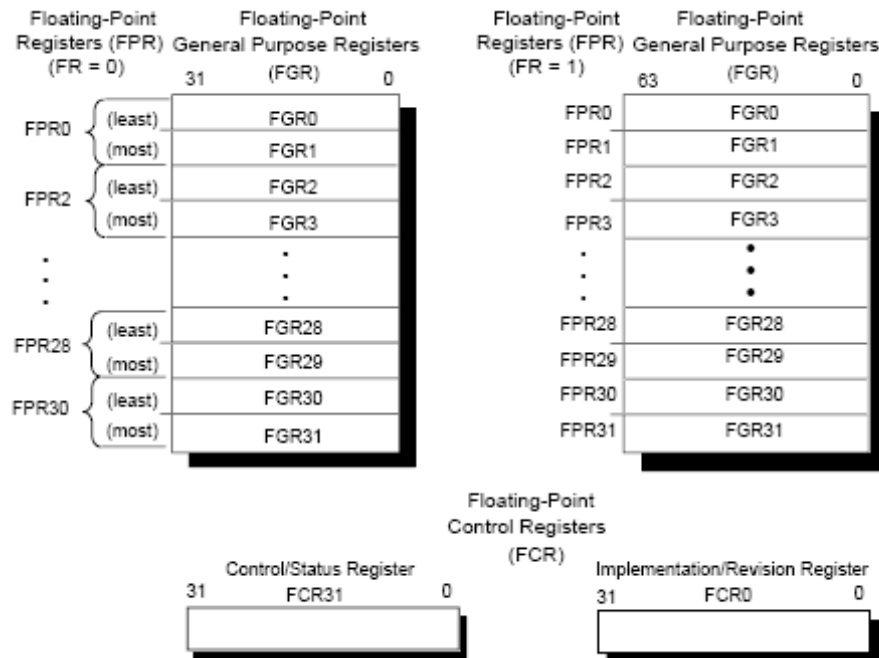 Floating-Point
Registers (FPR)
(FR = 0)
Floating-Point
General Purpose Registers
(FGR)
31 0
FPR0 (least) FGR0
(most) FGR1
FPR2 (least) FGR2
(most) FGR3
FPR28 (least) FGR28
(most) FGR29
FPR30 (least) FGR30
(most) FGR31
Floating-Point
Registers (FPR)
(FR = 1)
Floating-Point
General Purpose Registers
(FGR)
63 0
FPR0 FGR0
FPR1 FGR1
FPR2 FGR2
FPR3 FGR3
FPR28 FGR28
FPR29 FGR29
FPR30 FGR30
FPR31 FGR31
Floating-Point
Control Registers
(FCR)
Control/Status Register
31 FCR31 0
Implementation/Revision Register
31 FCR0 0